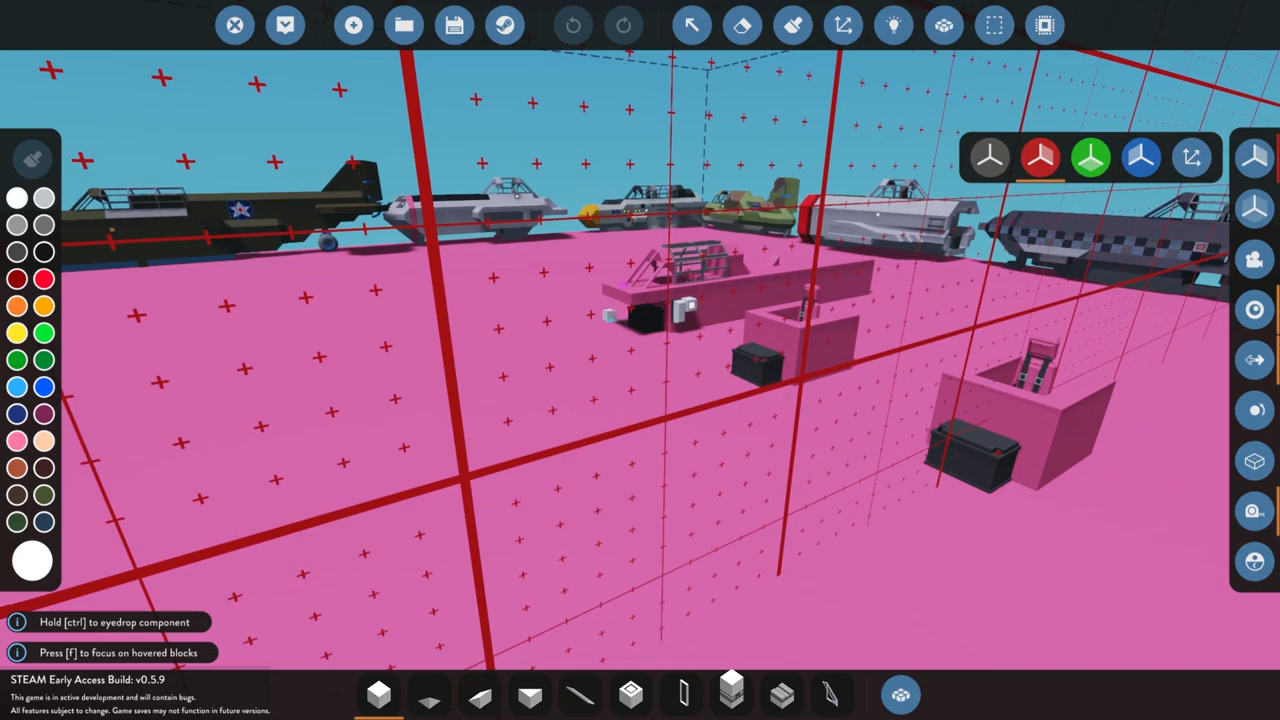 Hold [ctrl] to eyedrop component
Press [f] to focus on hovered blocks
STEAM Early Access Build: v0.5.9
This game is in active development and will contain bugs.
All features subject to change. Game saves may not function in future versions.